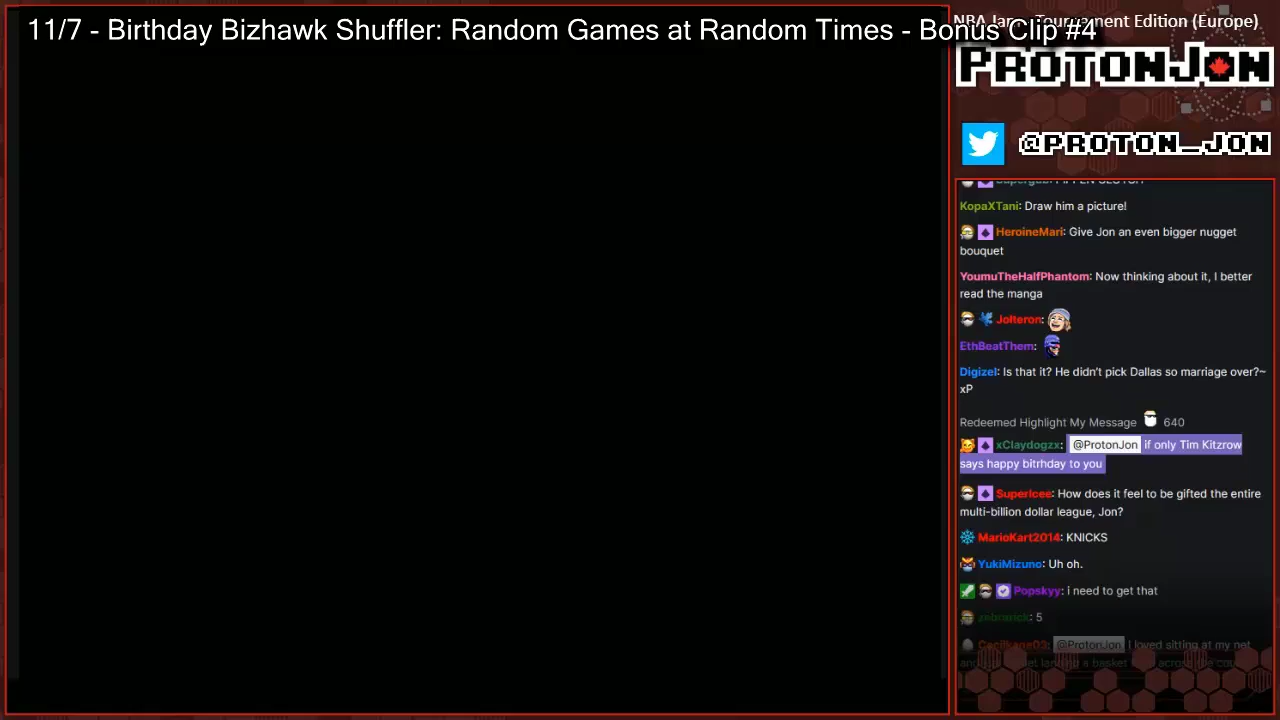 11/7 - Birthday Bizhawk Shuffler: Random Games at Random Times - Bonus Clip #4
NBA Jam Tournament Edition (Europe)
PROTONJON
@PROTON_JON
KopaXTani: Draw him a picture!
HeroineMari: Give Jon an even bigger nugget
bouquet
YoumuTheHalfPhantom: Now thinking about it, I better
read the manga
Jolteron:
EthBeatThem:
Digizel: Is that it? He didn't pick Dallas so marriage over?~
xP
Redeemed Highlight My Message 640
xClaydogzx: @ProtonJon if only Tim Kitzrow
says happy bitrhday to you
SuperIcee: How does it feel to be gifted the entire
multi-billion dollar league, Jon?
MarioKart2014: KNICKS
YukiMizuno: Uh oh.
Popskyy: i need to get that
: 5
@ProtonJon I loved sitting at my net
a basket across the